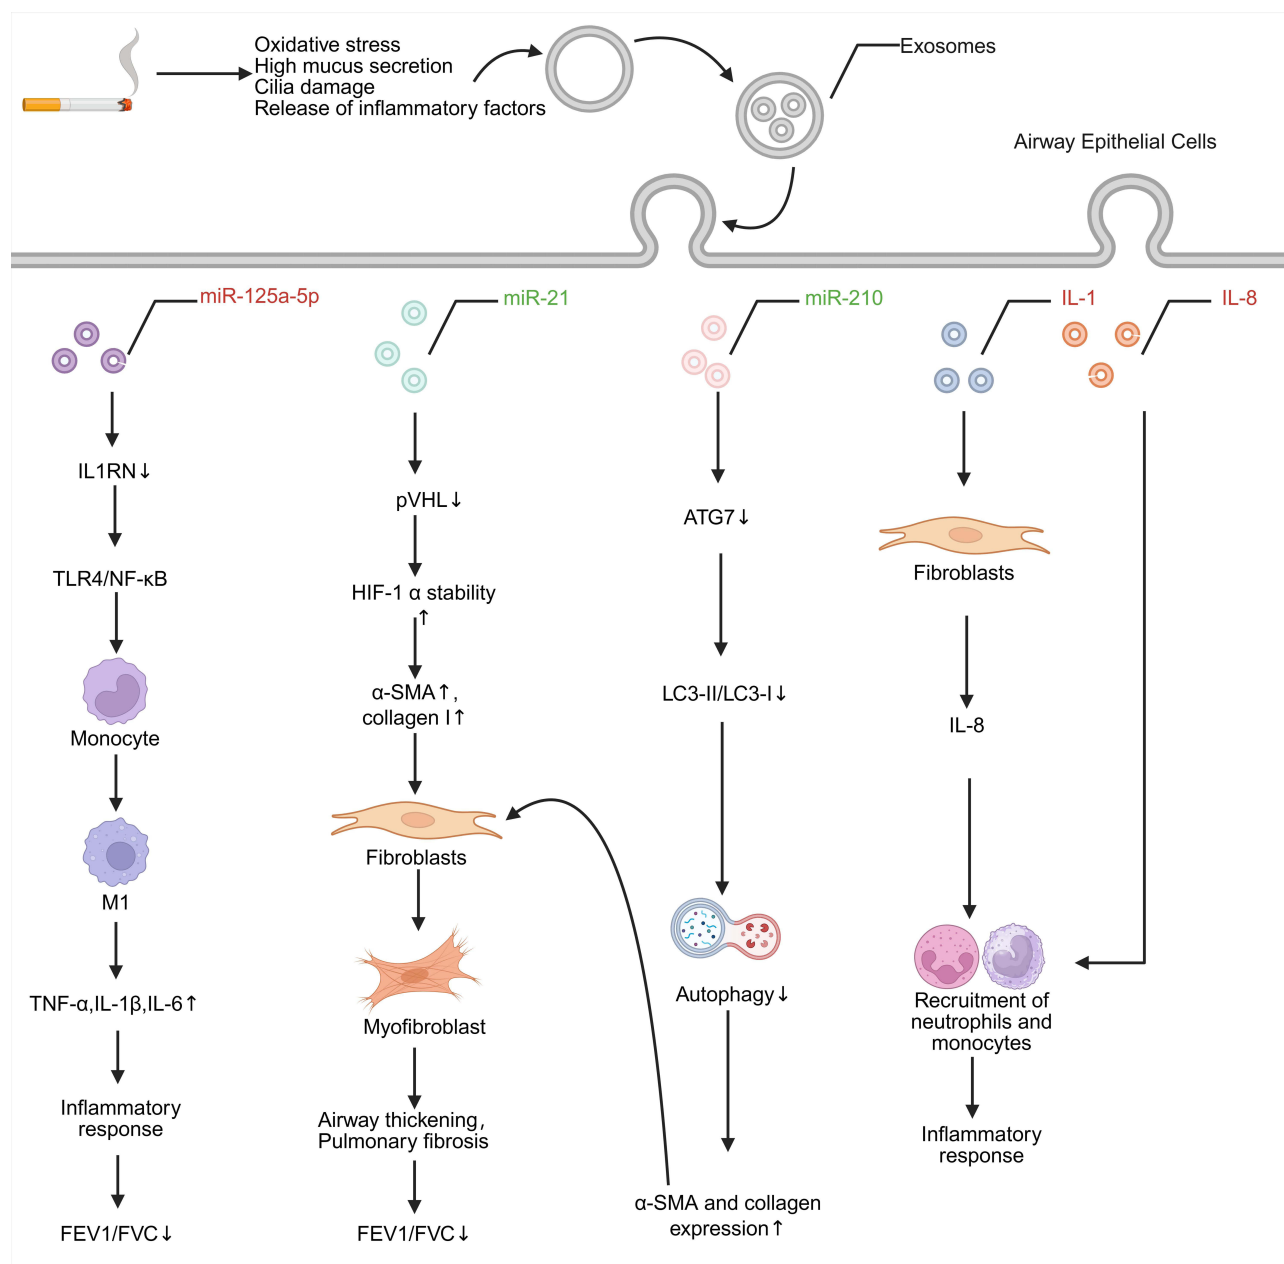 Oxidative stress
High mucus secretion
Cilia damage
Release of inflammatory factors
Exosomes
Airway Epithelial Cells
miR-125a-5p
IL1RN↓
TLR4/NF-κB
Monocyte
M1
TNF-α,IL-1β,IL-6↑
Inflammatory
response
FEV1/FVC↓
miR-21
pVHL↓
HIF-1 α stability
↑
α-SMA↑,
collagen I↑
Fibroblasts
Myofibroblast
Airway thickening,
Pulmonary fibrosis
FEV1/FVC↓
miR-210
ATG7↓
LC3-II/LC3-I↓
Autophagy↓
α-SMA and collagen
expression↑
IL-1
IL-8
Fibroblasts
IL-8
Recruitment of
neutrophils and
monocytes
Inflammatory
response